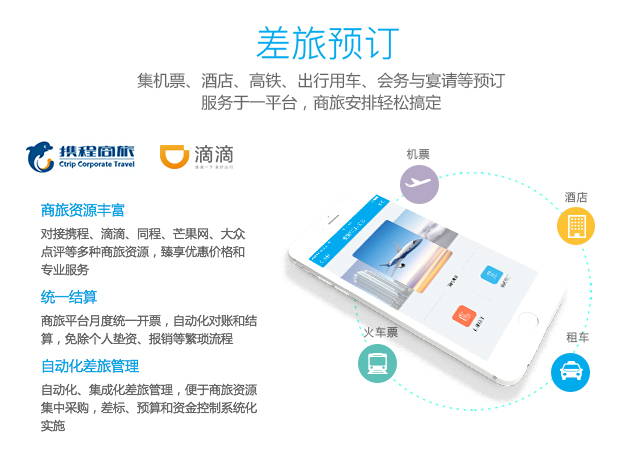 差旅预订
集机票、酒店、高铁、出行用车、会务与宴请等预订
服务于一平台，商旅安排轻松搞定
携程商旅
Ctrip Corporate Travel
滴滴
商旅资源丰富
对接携程、滴滴、同程、芒果网、大众
点评等多种商旅资源，臻享优惠价格和
专业服务
统一结算
商旅平台月度统一开票，自动化对账和结
算，免除个人垫资、报销等繁琐流程
自动化差旅管理
自动化、集成化差旅管理，便于商旅资源
集中采购，差标、预算和资金控制系统化
实施
机票
酒店
火车票
租车